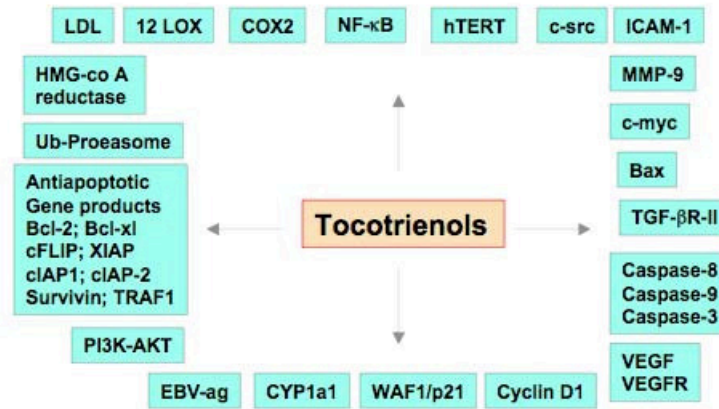 LDL
12 LOX
COX2
NF-κB
hTERT
c-src
ICAM-1
HMG-co A
reductase
MMP-9
c-myc
Ub-Proeasome
Bax
Antiapoptotic
Gene products
Bcl-2; Bcl-xl
cFLIP; XIAP
cIAP1; cIAP-2
Survivin; TRAF1
Tocotrienols
TGF-βR-II
Caspase-8
Caspase-9
Caspase-3
PI3K-AKT
VEGF
VEGFR
EBV-ag
CYP1a1
WAF1/p21
Cyclin D1